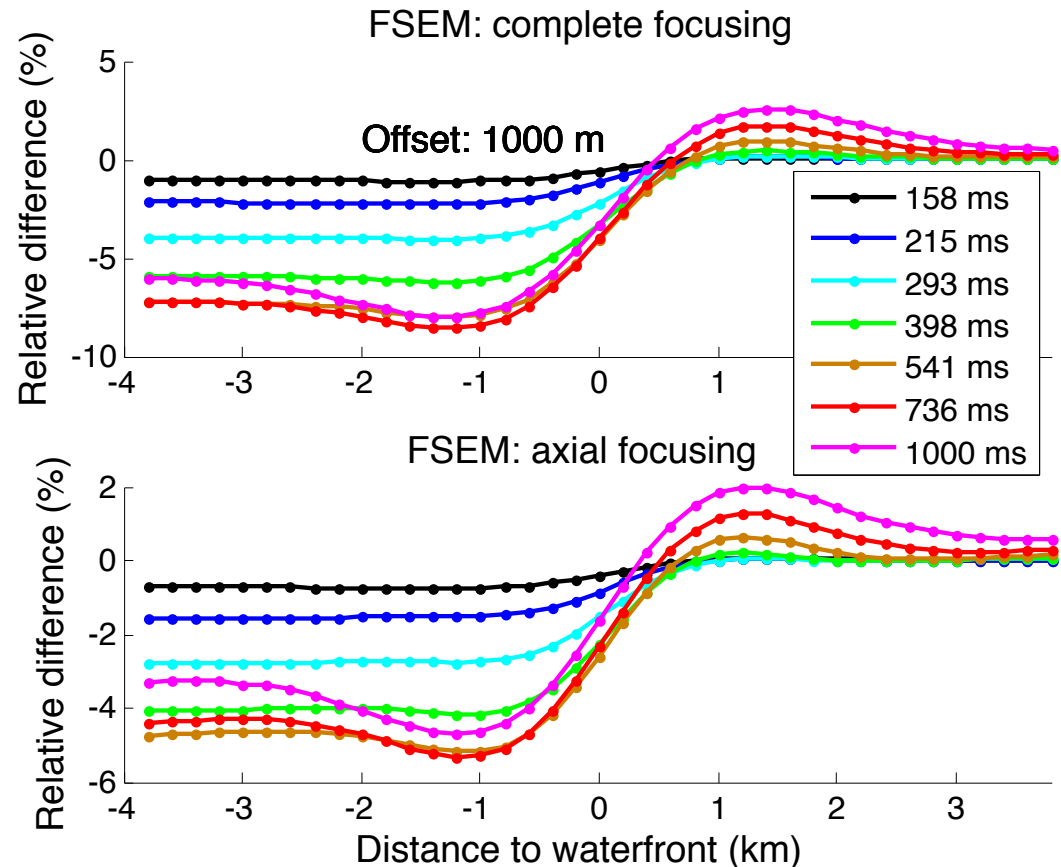 FSEM: complete focusing
Relative difference (%)
5
0
-5
-10
Offset: 1000 m
-4
-3
-2
-1
0
1
158 ms
215 ms
293 ms
398 ms
541 ms
736 ms
1000 ms
FSEM: axial focusing
Relative difference (%)
2
0
-2
-4
-6
-4
-3
-2
-1
0
1
2
3
Distance to waterfront (km)